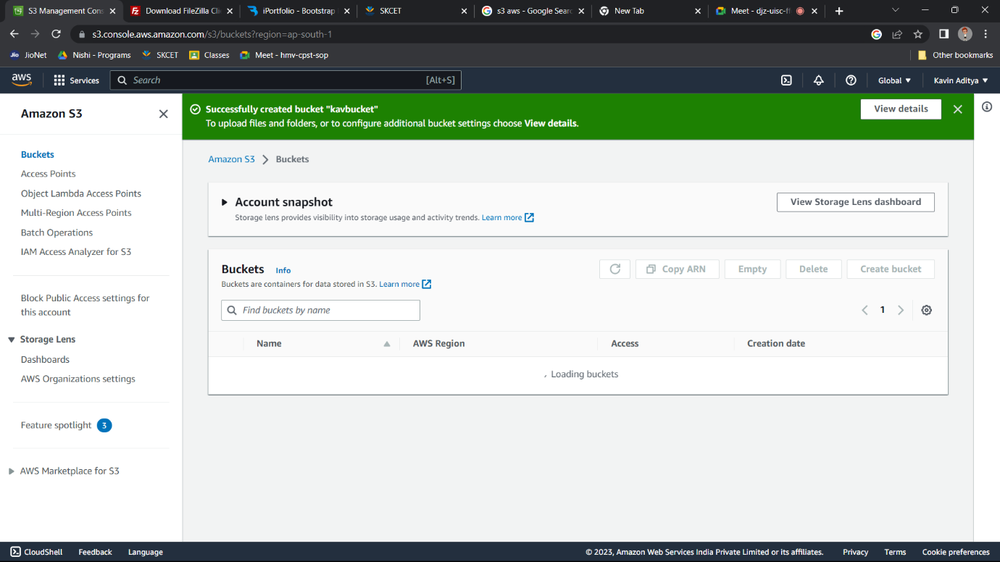 S3 Management Cons
Download FileZilla Cli
iPortfolio - Bootstrap
SKCET
s3 aws - Google Searc
New Tab
Meet - djz-uisc-ff
s3.console.aws.amazon.com/s3/buckets?region=ap-south-1
Jio JioNet Nishi - Programs SKCET Classes Meet - hmv-cpst-sop Other bookmarks
aws Services Search [Alt+S] Global Kavin Aditya
Amazon S3
Buckets
Access Points
Object Lambda Access Points
Multi-Region Access Points
Batch Operations
IAM Access Analyzer for S3
Block Public Access settings for
this account
Storage Lens
Dashboards
AWS Organizations settings
Feature spotlight 3
AWS Marketplace for S3
Successfully created bucket "kavbucket"
To upload files and folders, or to configure additional bucket settings choose View details.
View details
Amazon S3 Buckets
Account snapshot
Storage lens provides visibility into storage usage and activity trends. Learn more
View Storage Lens dashboard
Buckets Info
Buckets are containers for data stored in S3. Learn more
Copy ARN Empty Delete Create bucket
Find buckets by name
1
Name AWS Region Access Creation date
Loading buckets
CloudShell Feedback Language © 2023, Amazon Web Services India Private Limited or its affiliates. Privacy Terms Cookie preferences